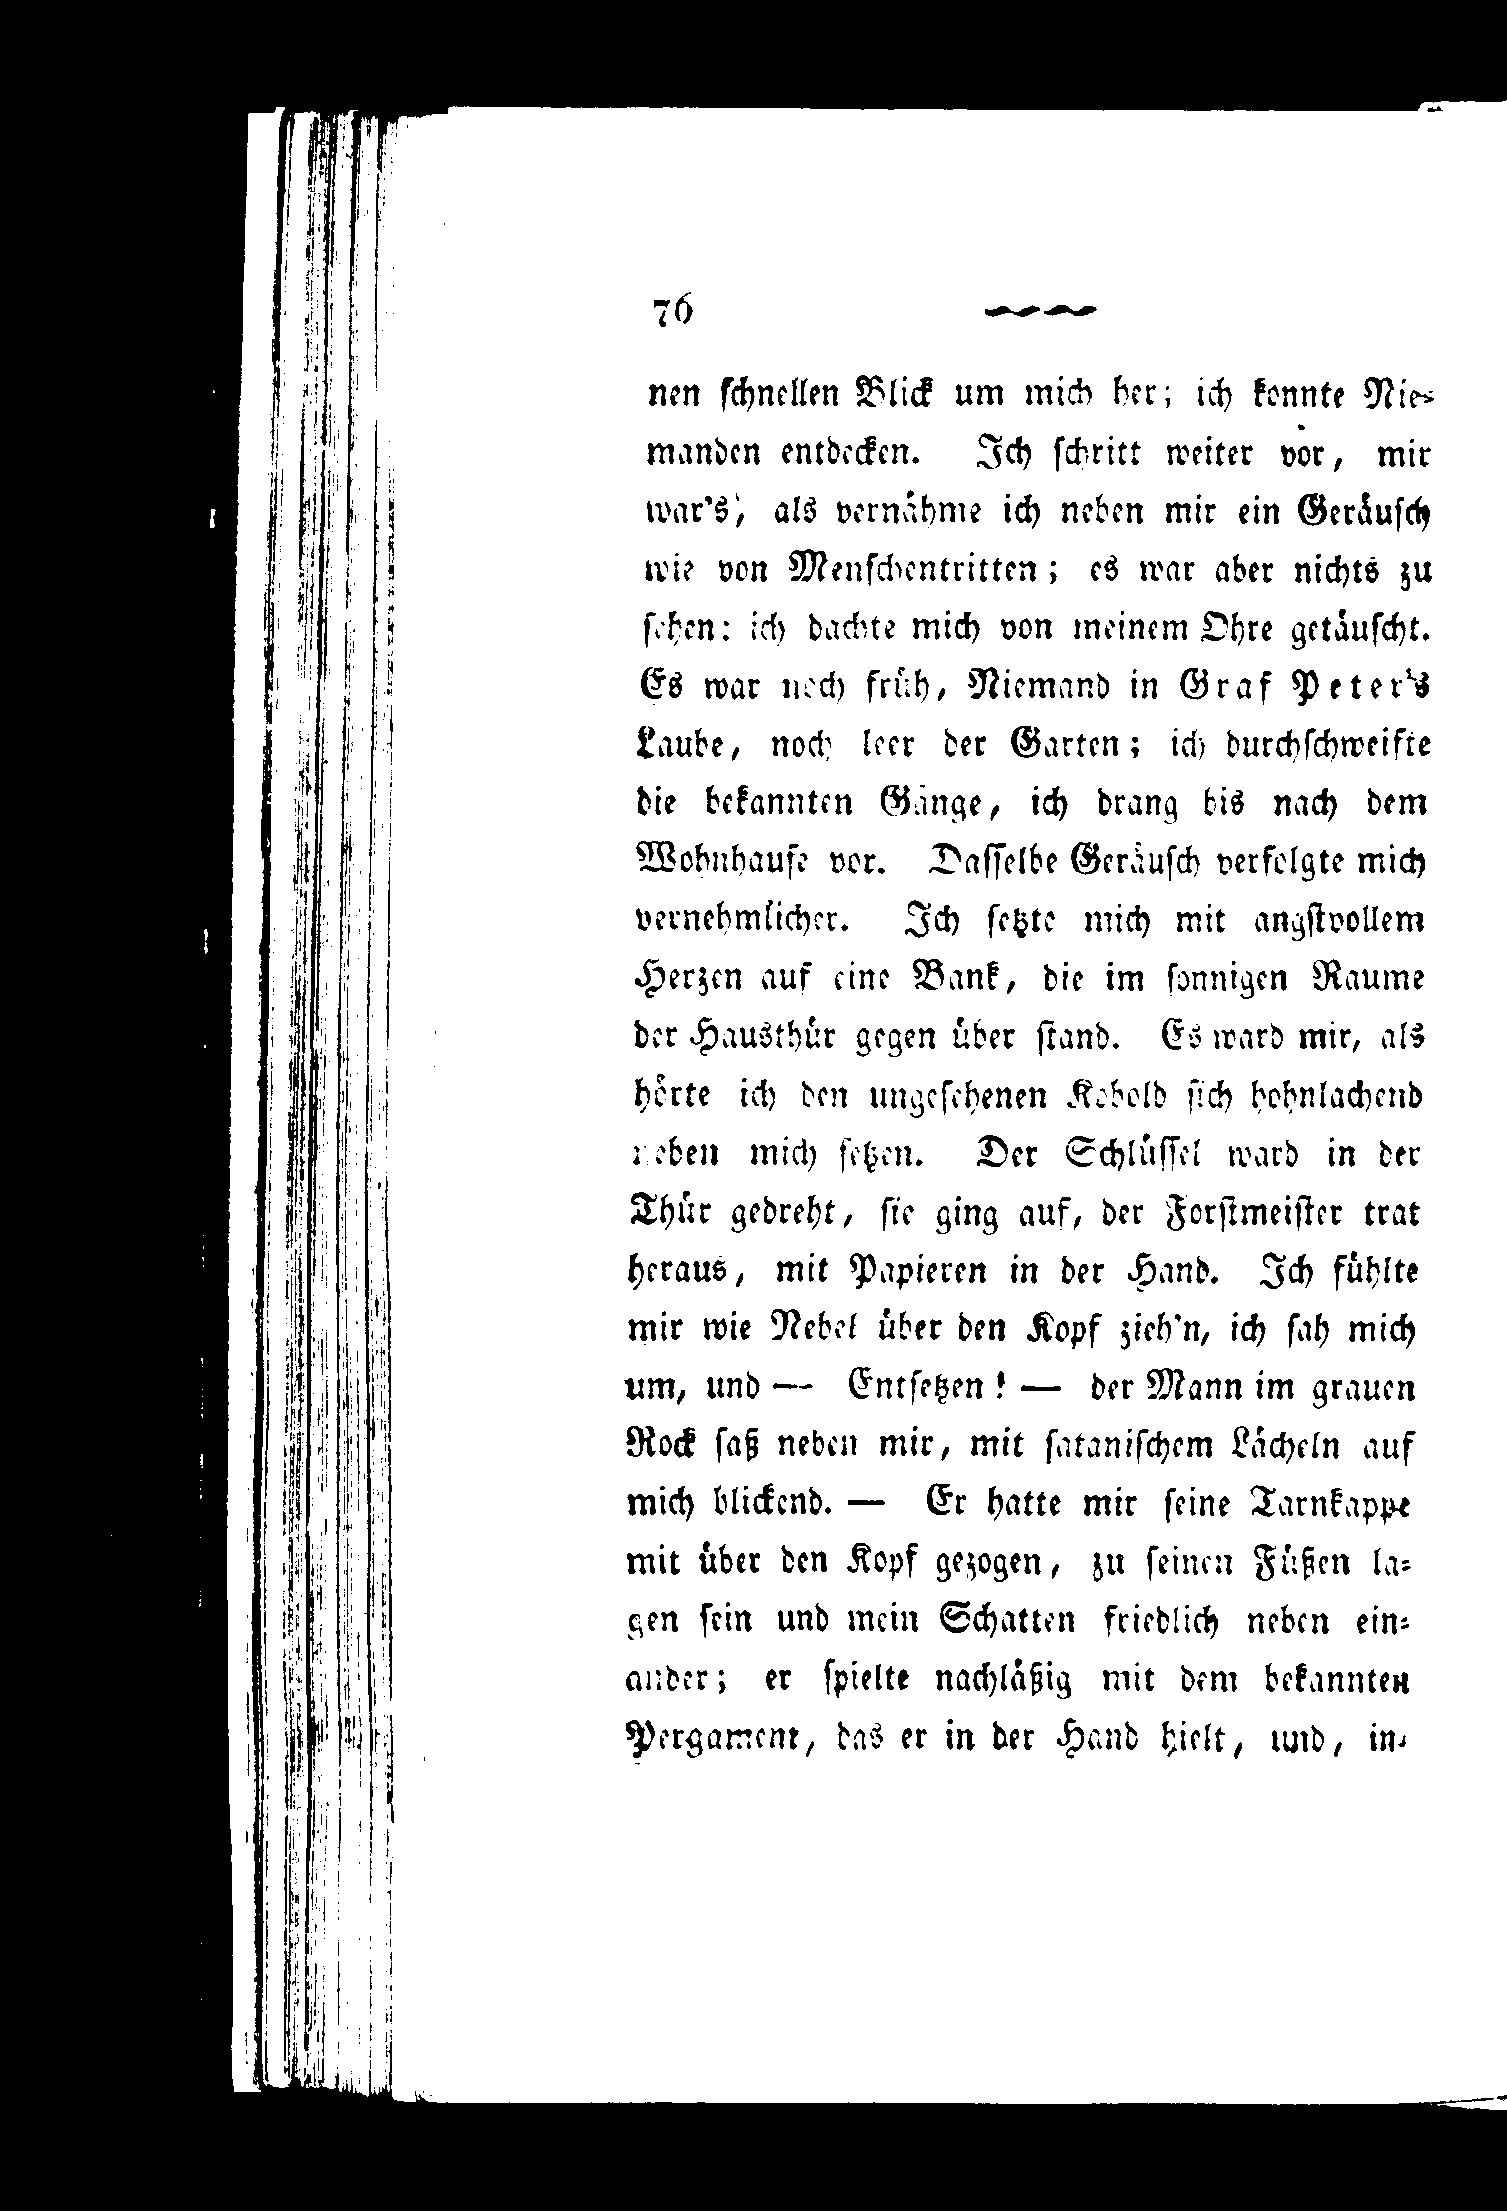 76
nen ſchnellen Blick um mich her; ich konnte Nie-
manden entdecken. Ich ſchritt weiter vor, mir
war's, als vernähme ich neben mir ein Geräuſch
wie von Menſchentritten; es war aber nichts zu
ſehen: ich dachte mich von meinem Ohre getäuſcht.
Es war noch früh, Niemand in Graf Peter's
Laube, noch leer der Garten; ich durchſchweifte
die bekannten Gänge, ich drang bis nach dem
Wohnhauſe vor. Daſſelbe Geräuſch verfolgte mich
vernehmlicher. Ich ſetzte mich mit angſtvollem
Herzen auf eine Bank, die im ſonnigen Raume
der Hausthür gegen über ſtand. Es ward mir, als
hörte ich den ungeſehenen Kobold ſich hohnlachend
neben mich ſetzen. Der Schlüſſel ward in der
Thür gedreht, ſie ging auf, der Forſtmeiſter trat
heraus, mit Papieren in der Hand. Ich fühlte
mir wie Nebel über den Kopf zieh'n, ich ſah mich
um, und — Entſetzen! — der Mann im grauen
Rock ſaß neben mir, mit ſataniſchem Lächeln auf
mich blickend. — Er hatte mir ſeine Tarnkappe
mit über den Kopf gezogen, zu ſeinen Füßen la-
gen ſein und mein Schatten friedlich neben ein-
ander; er ſpielte nachläßig mit dem bekannten
Pergament, das er in der Hand hielt, und, in-